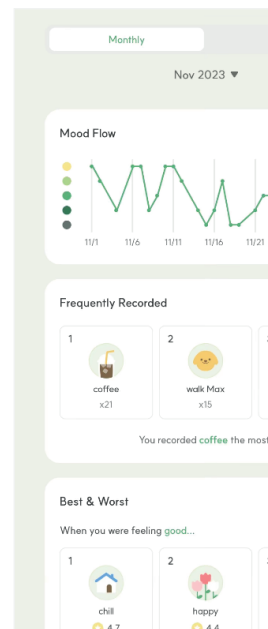 Monthly
Nov 2023 ▼
Mood Flow
11/1 11/6 11/11 11/16 11/21
Frequently Recorded
1 2
coffee walk Max
x21 x15
You recorded coffee the most
Best & Worst
When you were feeling good...
1 2
chill happy
4.7 4.4